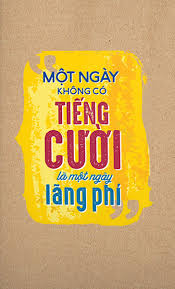 MỘT NGÀY
KHÔNG CÓ
TIẾNG
CƯỜI
là một ngày
lãng phí